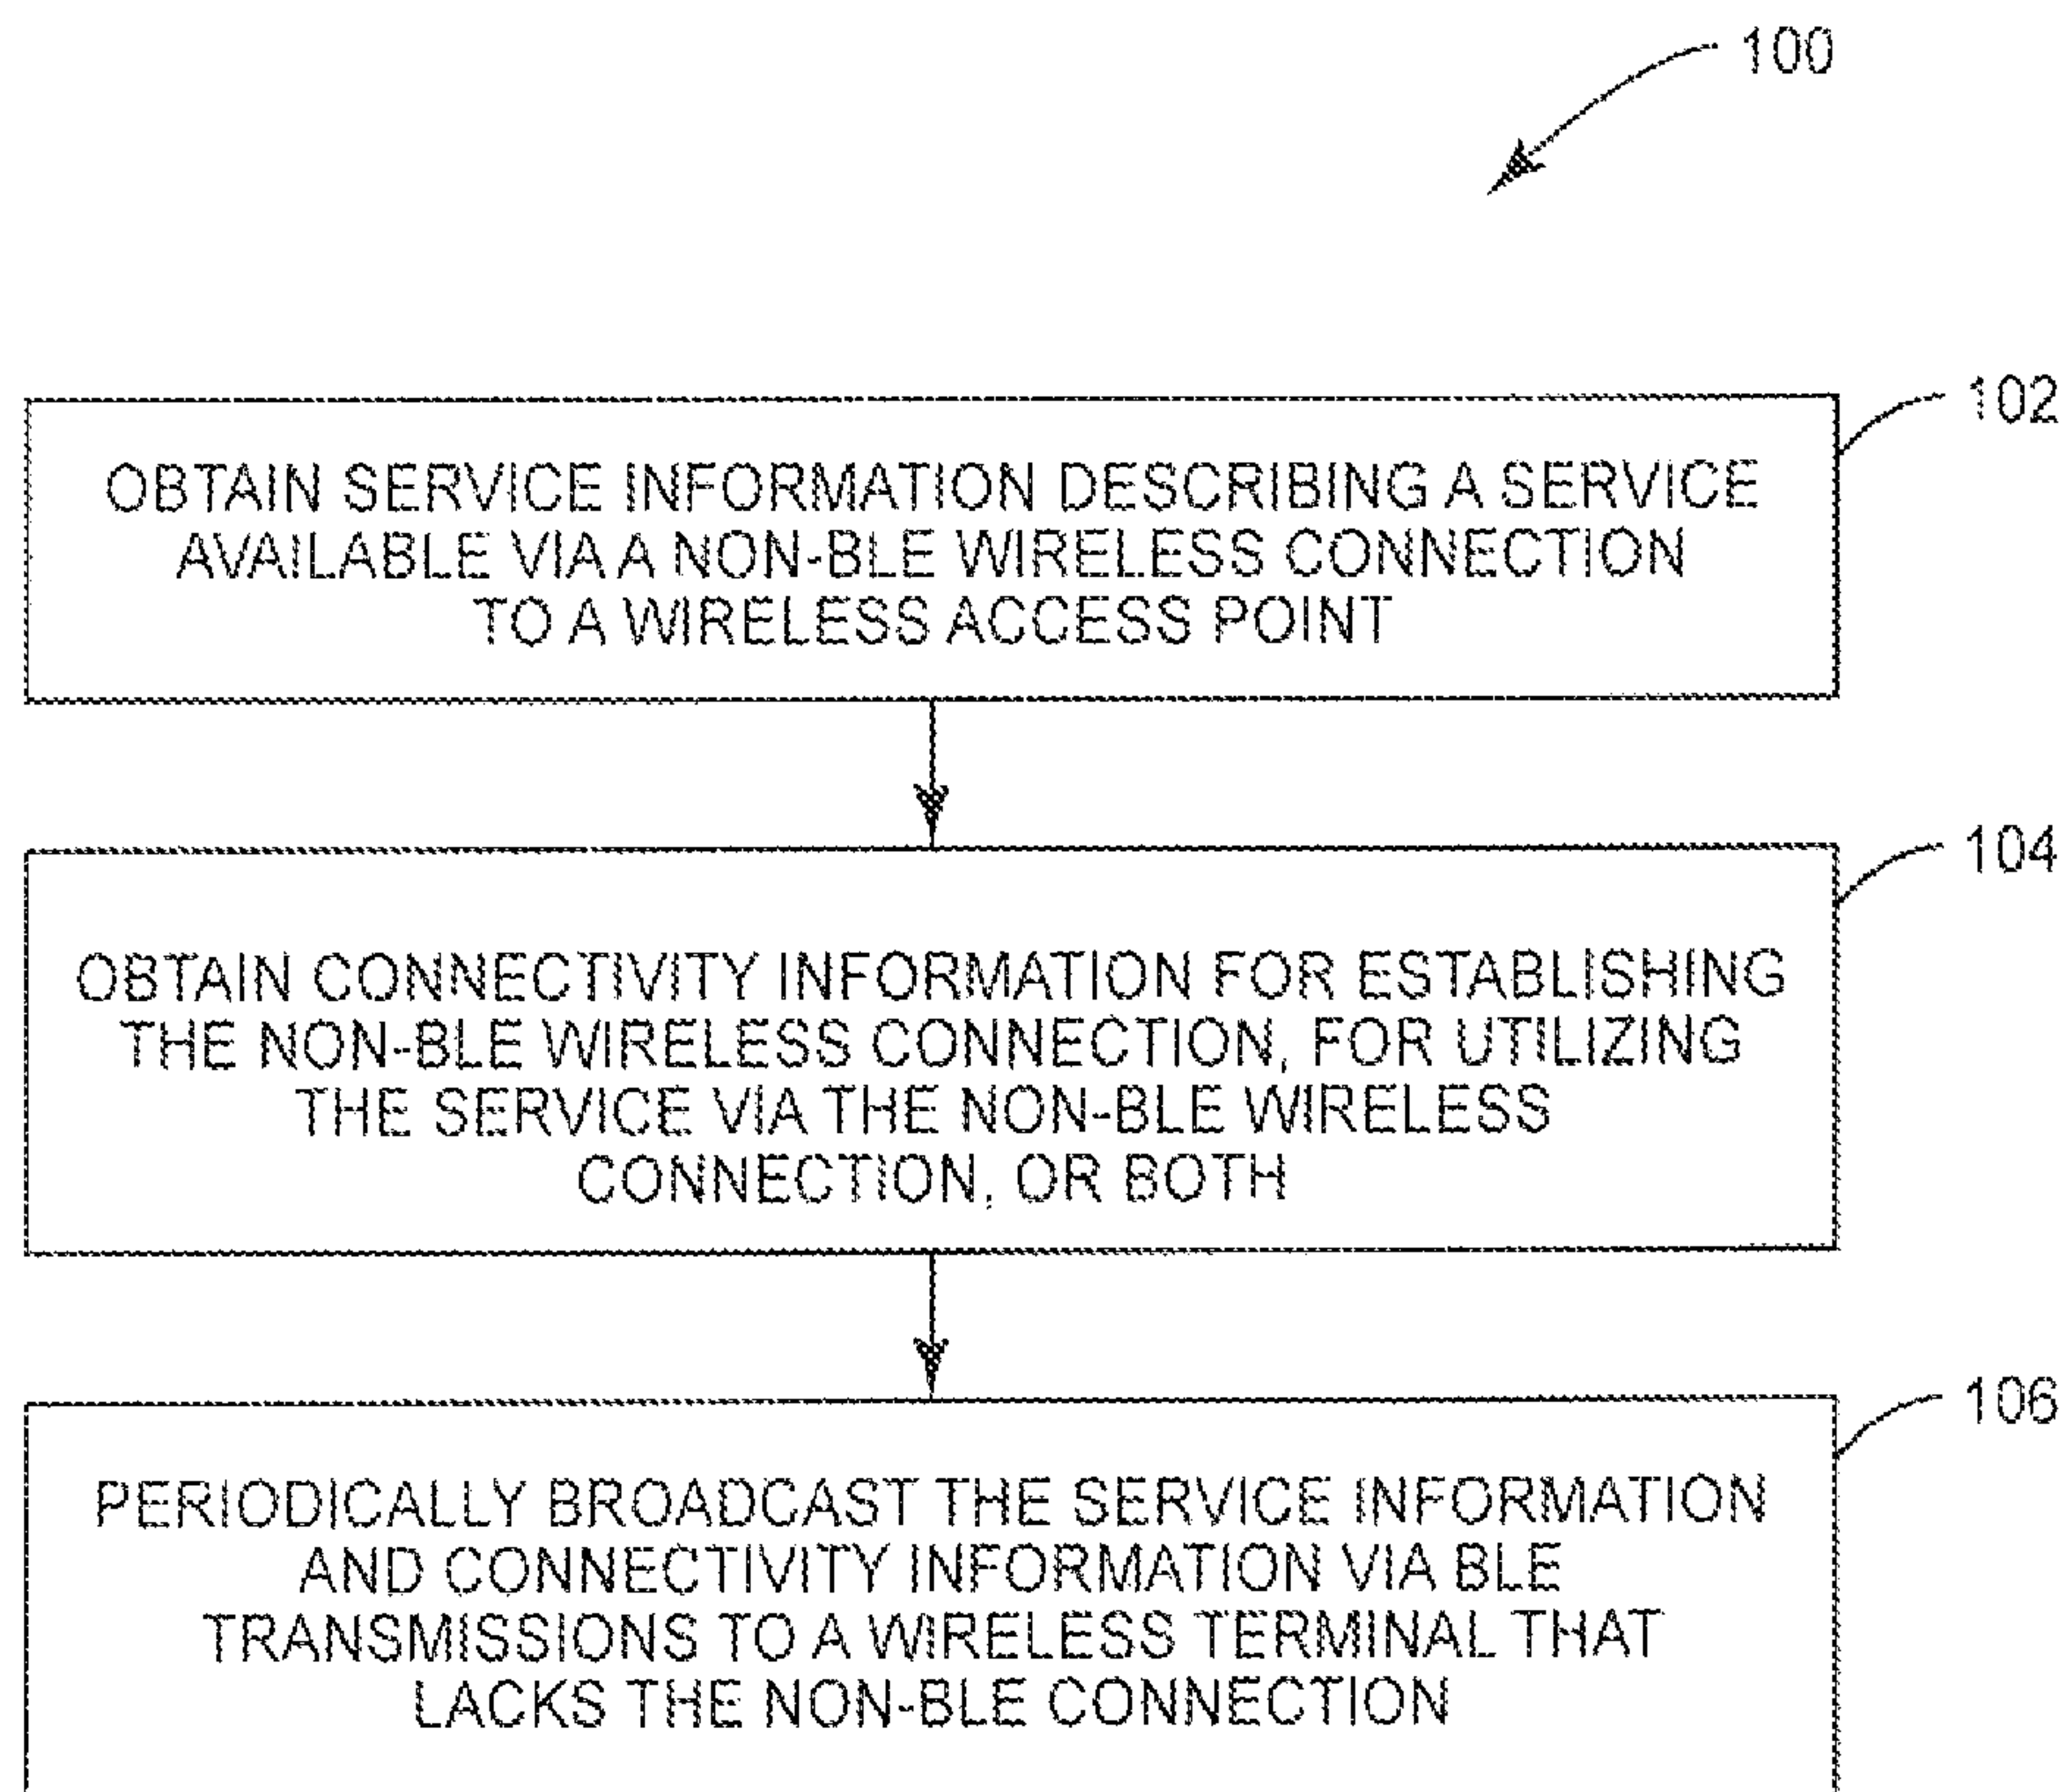 100
102
OBTAIN SERVICE INFORMATION DESCRIBING A SERVICE
AVAILABLE VIA A NON-BLE WIRELESS CONNECTION
TO A WIRELESS ACCESS POINT
104
OBTAIN CONNECTIVITY INFORMATION FOR ESTABLISHING
THE NON-BLE WIRELESS CONNECTION, FOR UTILIZING
THE SERVICE VIA THE NON-BLE WIRELESS
CONNECTION, OR BOTH
106
PERIODICALLY BROADCAST THE SERVICE INFORMATION
AND CONNECTIVITY INFORMATION VIA BLE
TRANSMISSIONS TO A WIRELESS TERMINAL THAT
LACKS THE NON-BLE CONNECTION